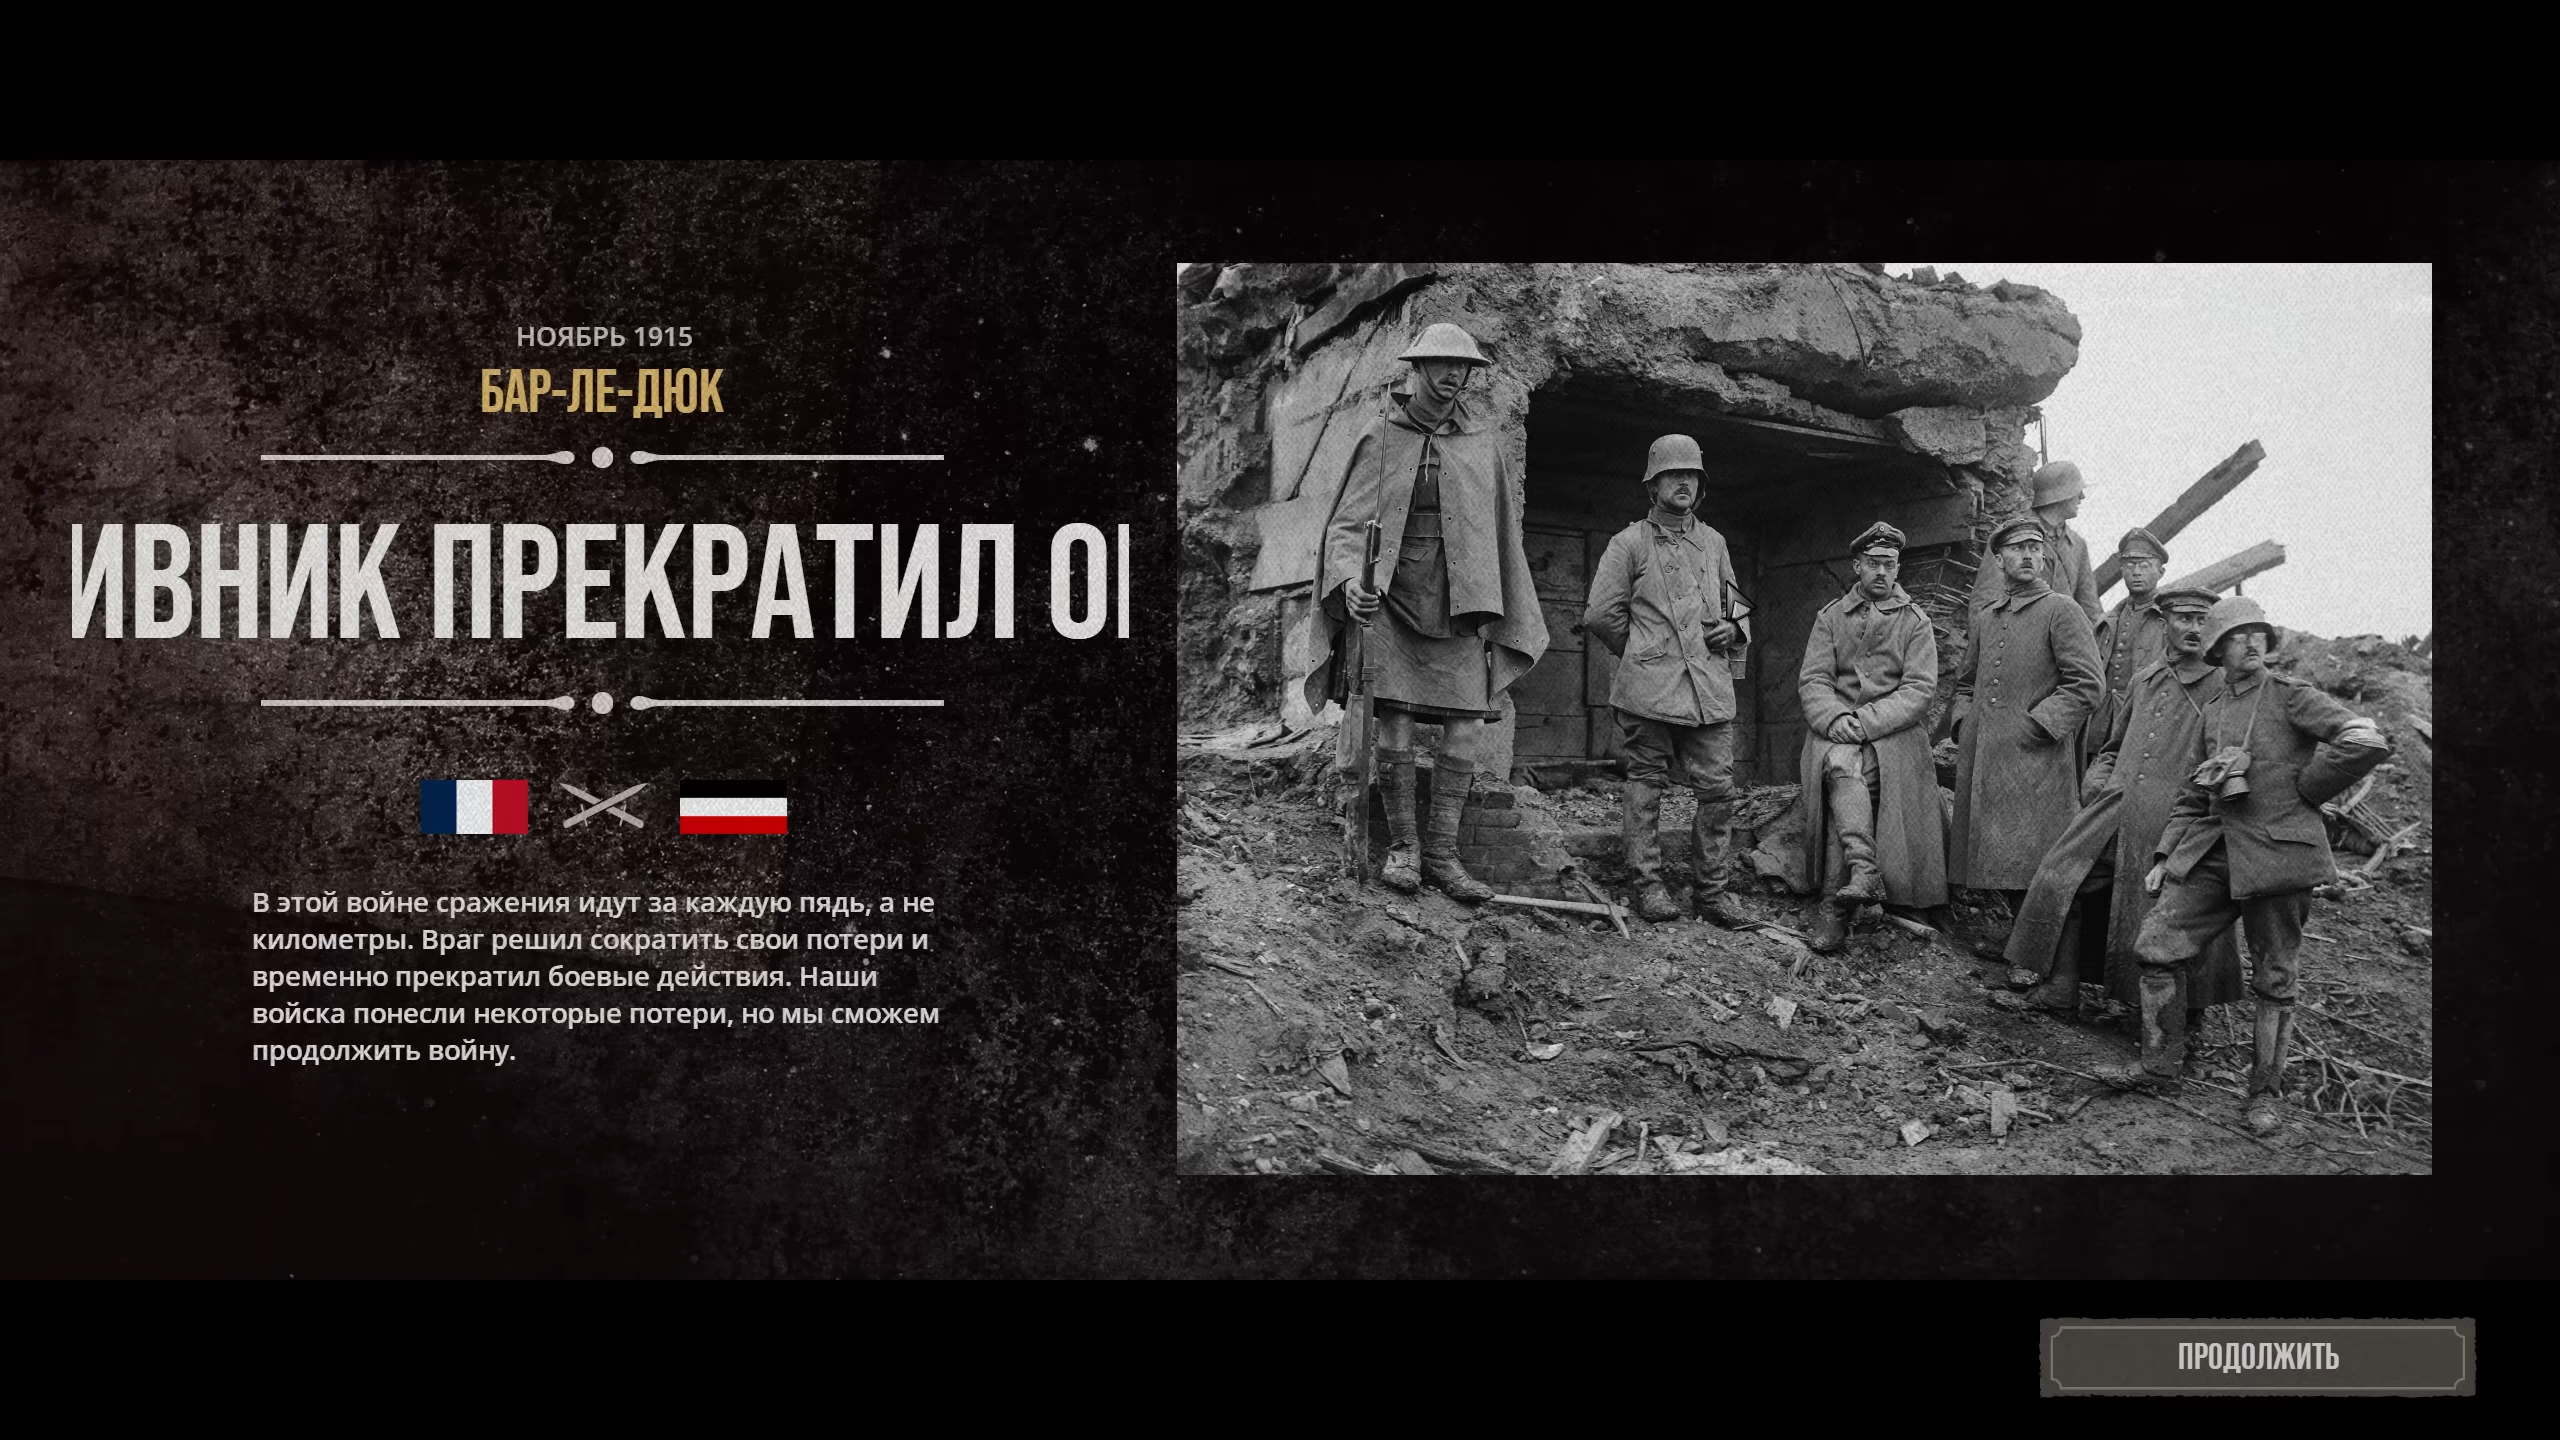 НОЯБРЬ 1915
БАР-ЛЕ-ДЮК
ИВНИК ПРЕКРАТИЛ О
В этой войне сражения идут за каждую пядь, а не
километры. Враг решил сократить свои потери и
временно прекратил боевые действия. Наши
войска понесли некоторые потери, но мы сможем
продолжить войну.
ПРОДОЛЖИТЬ